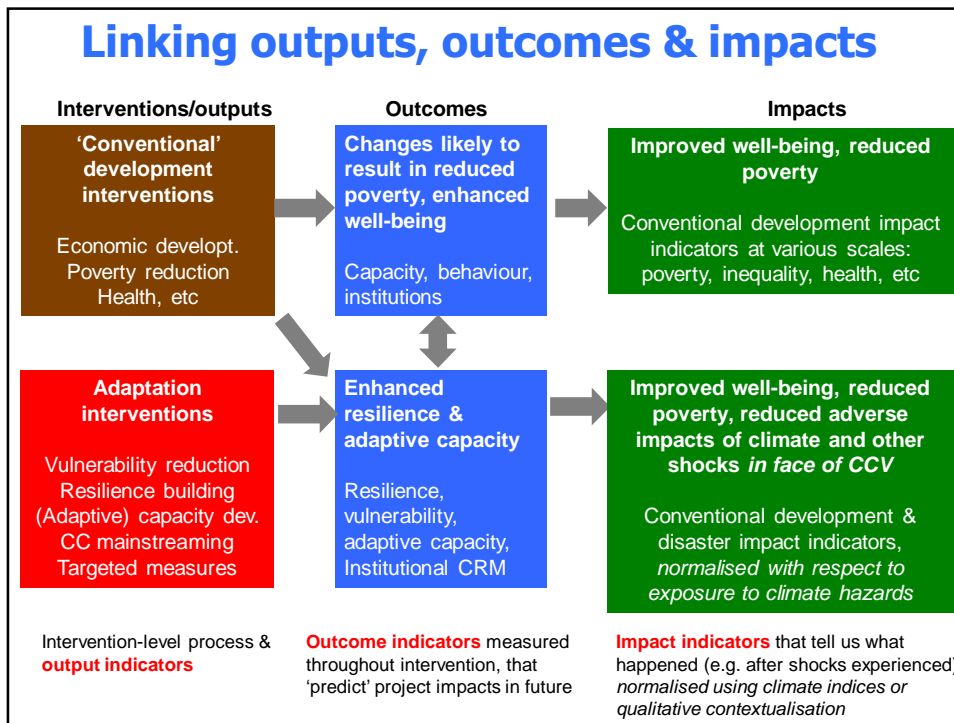 Linking outputs, outcomes & impacts
Interventions/outputs
‘Conventional’
development
interventions
Economic developt.
Poverty reduction
Health, etc
Adaptation
interventions
Vulnerability reduction
Resilience building
(Adaptive) capacity dev.
CC mainstreaming
Targeted measures
Intervention-level process &
output indicators
Outcomes
Changes likely to
result in reduced
poverty, enhanced
well-being
Capacity, behaviour,
institutions
Enhanced
resilience &
adaptive capacity
Resilience,
vulnerability,
adaptive capacity,
Institutional CRM
Outcome indicators measured
throughout intervention, that
‘predict’ project impacts in future
Impacts
Improved well-being, reduced
poverty
Conventional development impact
indicators at various scales:
poverty, inequality, health, etc
Improved well-being, reduced
poverty, reduced adverse
impacts of climate and other
shocks in face of CCV
Conventional development &
disaster impact indicators,
normalised with respect to
exposure to climate hazards
Impact indicators that tell us what
happened (e.g. after shocks experienced)
normalised using climate indices or
qualitative contextualisation